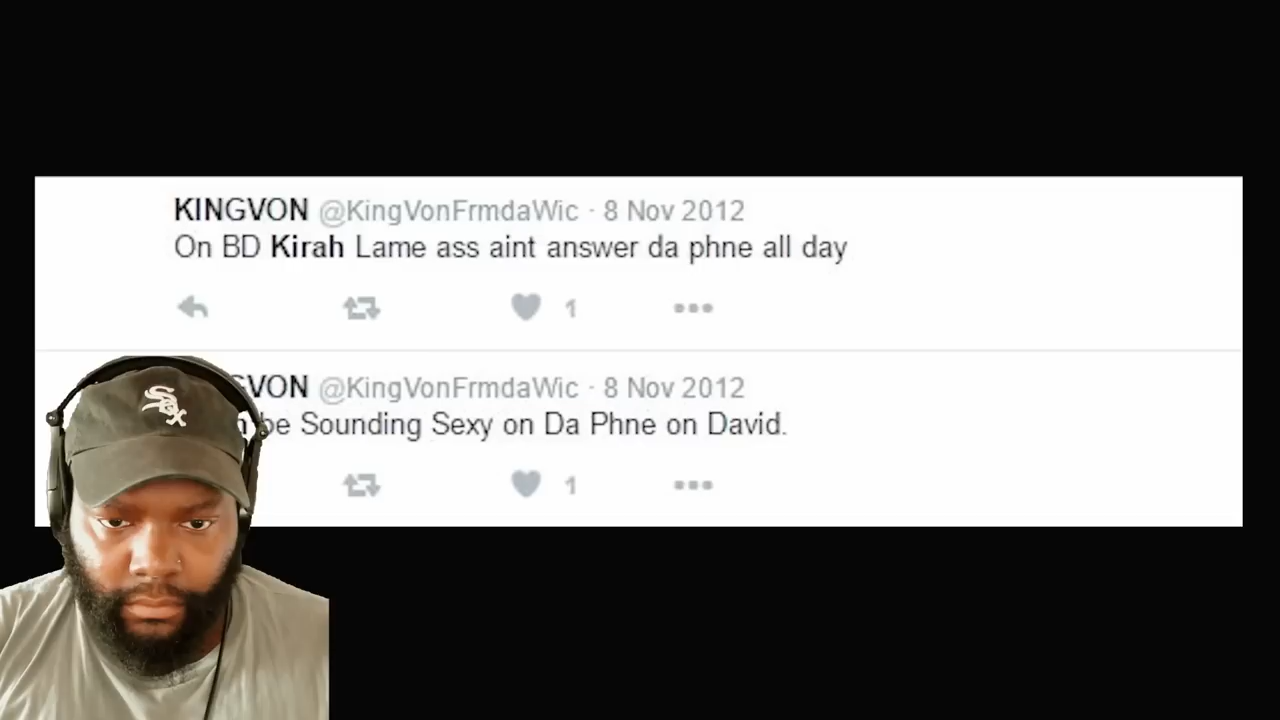 KINGVON @KingVonFrmdaWic · 8 Nov 2012
On BD Kirah Lame ass aint answer da phne all day
1
GVON @KingVonFrmdaWic · 8 Nov 2012
be Sounding Sexy on Da Phne on David.
1
Sox